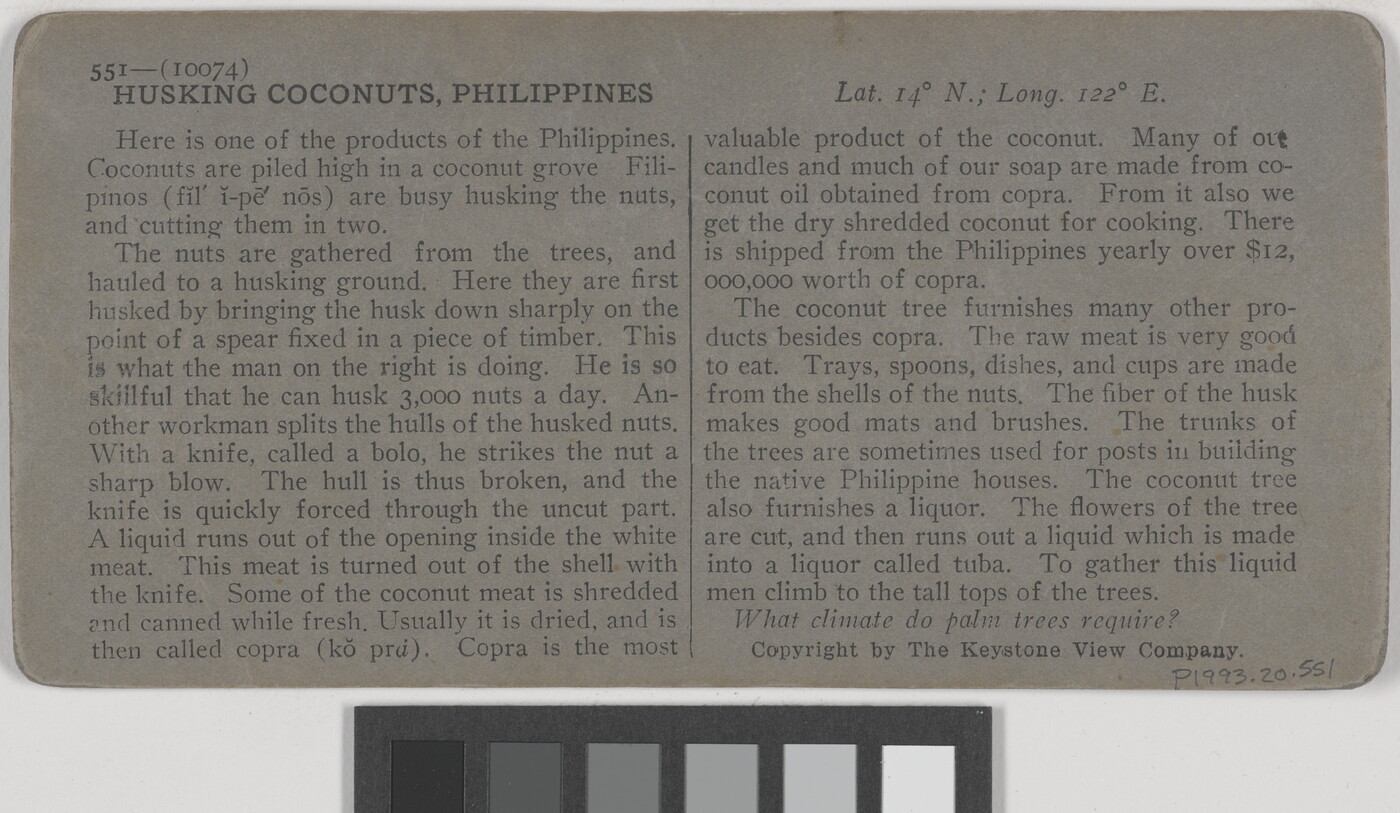 551—(10074)
HUSKING COCONUTS, PHILIPPINES
Lat. 14° N.; Long. 122° E.
Here is one of the products of the Philippines.
Coconuts are piled high in a coconut grove Fili-
pinos (fĭl′ ĭ-pē′ nōs) are busy husking the nuts,
and cutting them in two.
The nuts are gathered from the trees, and
hauled to a husking ground. Here they are first
husked by bringing the husk down sharply on the
point of a spear fixed in a piece of timber. This
is what the man on the right is doing. He is so
skillful that he can husk 3,000 nuts a day. An-
other workman splits the hulls of the husked nuts.
With a knife, called a bolo, he strikes the nut a
sharp blow. The hull is thus broken, and the
knife is quickly forced through the uncut part.
A liquid runs out of the opening inside the white
meat. This meat is turned out of the shell with
the knife. Some of the coconut meat is shredded
and canned while fresh. Usually it is dried, and is
then called copra (kŏ prȧ). Copra is the most
valuable product of the coconut. Many of our
candles and much of our soap are made from co-
conut oil obtained from copra. From it also we
get the dry shredded coconut for cooking. There
is shipped from the Philippines yearly over $12,
000,000 worth of copra.
The coconut tree furnishes many other pro-
ducts besides copra. The raw meat is very good
to eat. Trays, spoons, dishes, and cups are made
from the shells of the nuts. The fiber of the husk
makes good mats and brushes. The trunks of
the trees are sometimes used for posts in building
the native Philippine houses. The coconut tree
also furnishes a liquor. The flowers of the tree
are cut, and then runs out a liquid which is made
into a liquor called tuba. To gather this liquid
men climb to the tall tops of the trees.
What climate do palm trees require?
Copyright by The Keystone View Company.
P1993.20.551